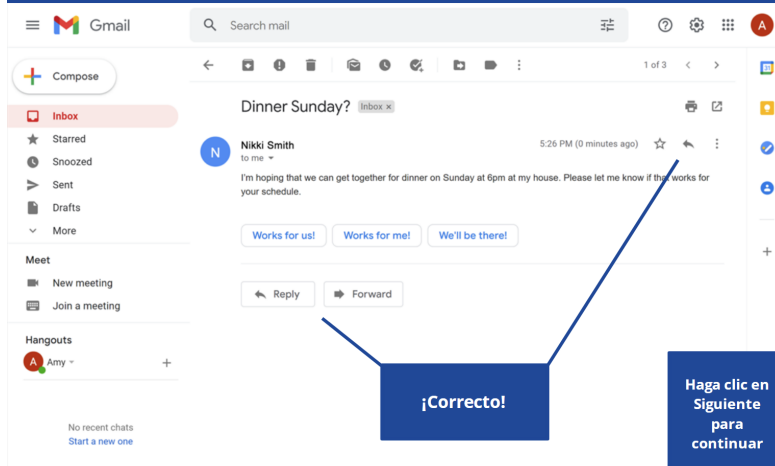 Gmail
Search mail
A
Compose
1 of 3
Inbox
Starred
Snoozed
Sent
Drafts
More
Dinner Sunday? Inbox ×
N
Nikki Smith
5:26 PM (0 minutes ago)
to me
I'm hoping that we can get together for dinner on Sunday at 6pm at my house. Please let me know if that works for
your schedule.
Works for us!
Works for me!
We'll be there!
Reply
Forward
Meet
New meeting
Join a meeting
Hangouts
A
Amy
No recent chats
Start a new one
¡Correcto!
Haga clic en
Siguiente
para
continuar
31